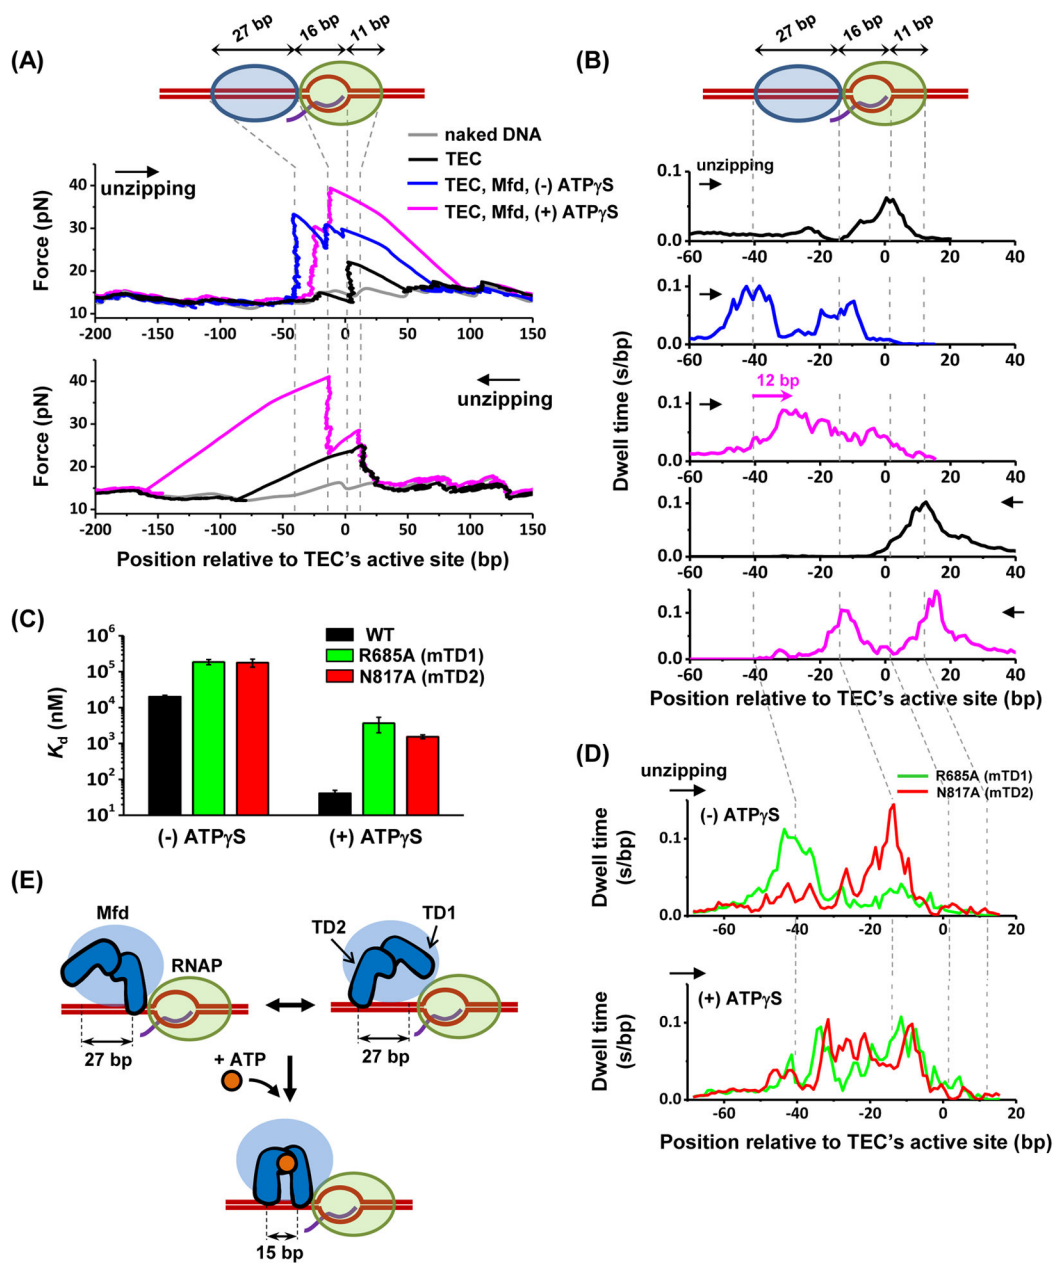 (A)
27 bp
16 bp
11 bp
naked DNA
TEC
TEC, Mfd, (-) ATPγS
TEC, Mfd, (+) ATPγS
unzipping
Force (pN)
40
30
20
10
-200 -150 -100 -50 0 50 100 150
unzipping
Force (pN)
40
30
20
10
-200 -150 -100 -50 0 50 100 150
Position relative to TEC's active site (bp)
(B)
27 bp
16 bp
11 bp
unzipping
Dwell time (s/bp)
0.1
0.0
-60 -40 -20 0 20 40
0.1
0.0
-60 -40 -20 0 20 40
12 bp
0.1
0.0
-60 -40 -20 0 20 40
0.1
0.0
-60 -40 -20 0 20 40
0.1
0.0
-60 -40 -20 0 20 40
Position relative to TEC's active site (bp)
(C)
WT
R685A (mTD1)
N817A (mTD2)
Kd (nM)
10^6
10^5
10^4
10^3
10^2
10^1
(-) ATPγS (+) ATPγS
(D)
unzipping
R685A (mTD1)
N817A (mTD2)
(-) ATPγS
Dwell time
(s/bp)
0.1
0.0
-60 -40 -20 0 20
(+) ATPγS
Dwell time
(s/bp)
0.1
0.0
-60 -40 -20 0 20
Position relative to TEC's active site (bp)
(E)
Mfd
RNAP
27 bp
TD2
TD1
27 bp
+ ATP
15 bp